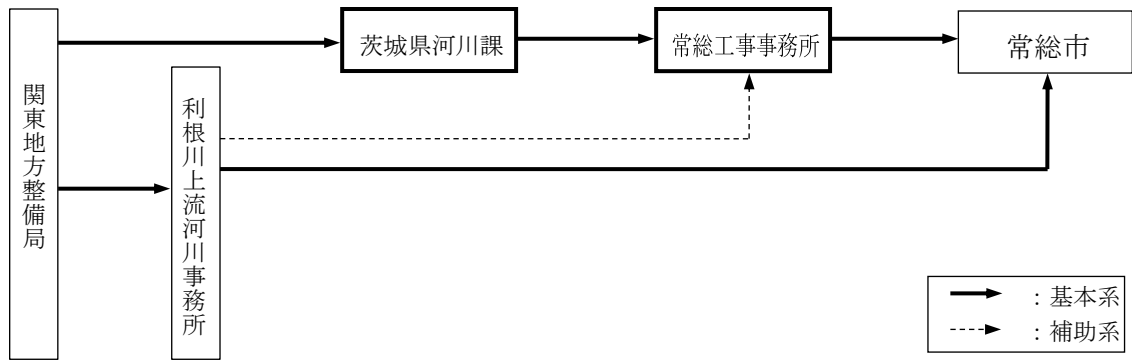 関東地方整備局
利根川上流河川事務所
茨城県河川課
常総工事事務所
常総市
：基本系
：補助系